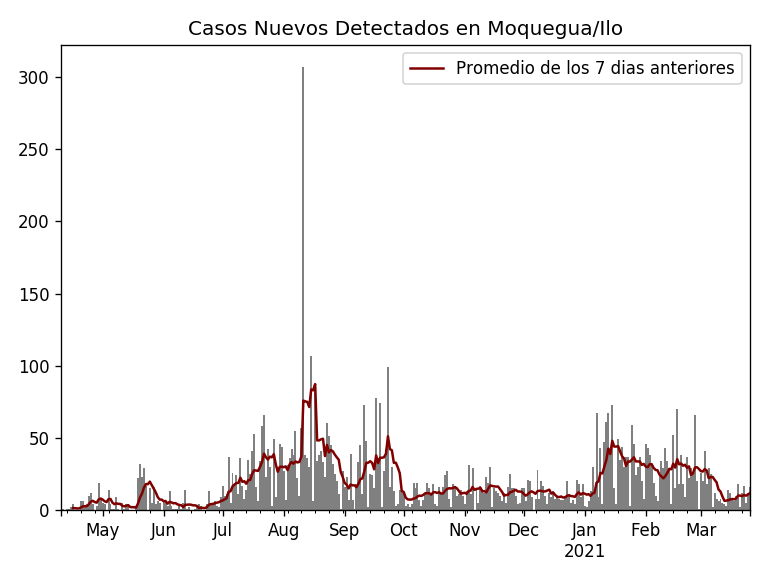 Casos Nuevos Detectados en Moquegua/Ilo
Promedio de los 7 dias anteriores
300
250
200
150
100
50
0
May Jun Jul Aug Sep Oct Nov Dec Jan Feb Mar
2021